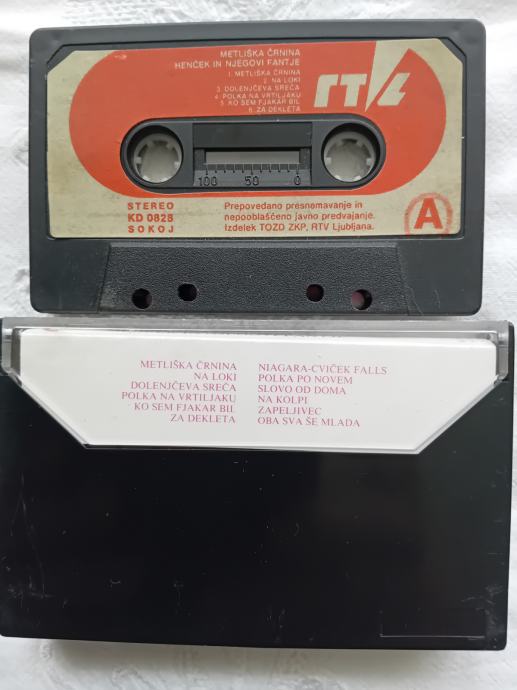 METLIŠKA ČRNINA
HENČEK IN NJEGOVI FANTJE
1. METLIŠKA ČRNINA
2. NA LOKI
3. DOLENJČEVA SREČA
4. POLKA NA VRTILJAKU
5. KO SEM FJAKAR BIL
6. ZA DEKLETA
RTVL
100 50 0
STEREO
KD 0828
SOKOJ
Prepovedano presnemavanje in
nepooblaščeno javno predvajanje.
Izdelek TOZD ZKP, RTV Ljubljana.
A
METLIŠKA ČRNINA
NA LOKI
DOLENJČEVA SREČA
POLKA NA VRTILJAKU
KO SEM FJAKAR BIL
ZA DEKLETA
NIAGARA-CVIČEK FALLS
POLKA PO NOVEM
SLOVO OD DOMA
NA KOLPI
ZAPELJIVEC
OBA SVA ŠE MLADA